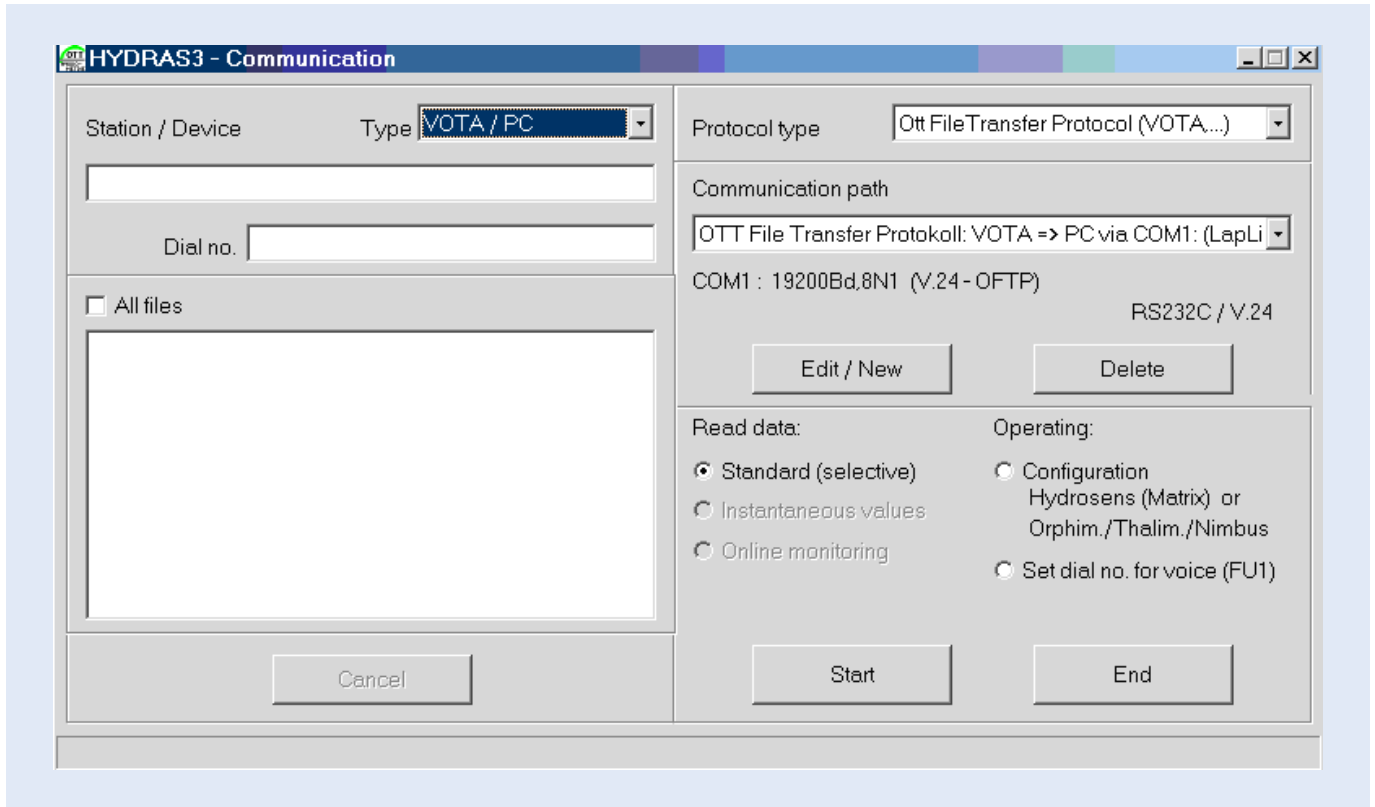 HYDRAS3 - Communication
Station / Device
Type VOTA / PC
Dial no.
All files
Cancel
Protocol type
Ott FileTransfer Protocol (VOTA,...)
Communication path
OTT File Transfer Protokoll: VOTA => PC via COM1: (LapLi
COM1 : 19200Bd,8N1 (V.24 - OFTP)
RS232C / V.24
Edit / New
Delete
Read data:
Standard (selective)
Instantaneous values
Online monitoring
Operating:
Configuration
Hydrosens (Matrix) or
Orphim./Thalim./Nimbus
Set dial no. for voice (FU1)
Start
End